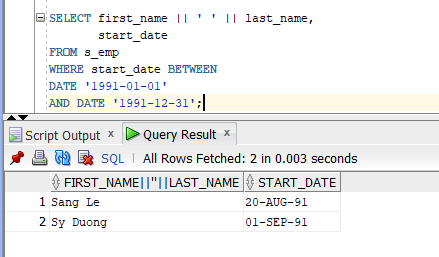 SELECT first_name || ' ' || last_name,
start_date
FROM s_emp
WHERE start_date BETWEEN
DATE '1991-01-01'
AND DATE '1991-12-31';
Script Output x Query Result x
SQL | All Rows Fetched: 2 in 0.003 seconds
FIRST_NAME||''||LAST_NAME START_DATE
1 Sang Le 20-AUG-91
2 Sy Duong 01-SEP-91